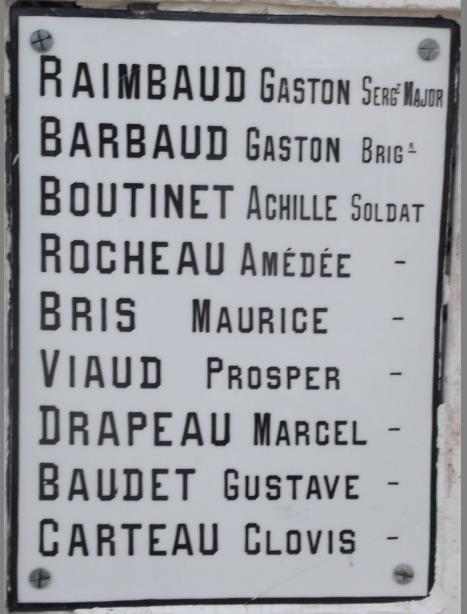 RAIMBAUD GASTON SERGT MAJOR
BARBAUD GASTON BRIGR
BOUTINET ACHILLE SOLDAT
ROCHEAU AMÉDÉE -
BRIS MAURICE -
VIAUD PROSPER -
DRAPEAU MARCEL -
BAUDET GUSTAVE -
CARTEAU CLOVIS -